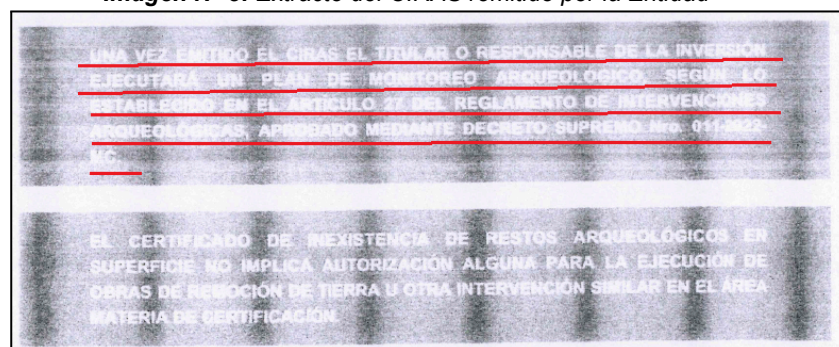 Imagen N° 3: Extracto del CIRAS remitido por la Entidad
UNA VEZ EMITIDO EL CIRAS EL TITULAR O RESPONSABLE DE LA INVERSIÓN
EJECUTARÁ UN PLAN DE MONITOREO ARQUEOLÓGICO, SEGÚN LO
ESTABLECIDO EN EL ARTÍCULO 27 DEL REGLAMENTO DE INTERVENCIONES
ARQUEOLÓGICAS, APROBADO MEDIANTE DECRETO SUPREMO Nro. 011-2022-
MC.
EL CERTIFICADO DE INEXISTENCIA DE RESTOS ARQUEOLÓGICOS EN
SUPERFICIE NO IMPLICA AUTORIZACIÓN ALGUNA PARA LA EJECUCIÓN DE
OBRAS DE REMOCIÓN DE TIERRA U OTRA INTERVENCIÓN SIMILAR EN EL ÁREA
MATERIA DE CERTIFICACIÓN.